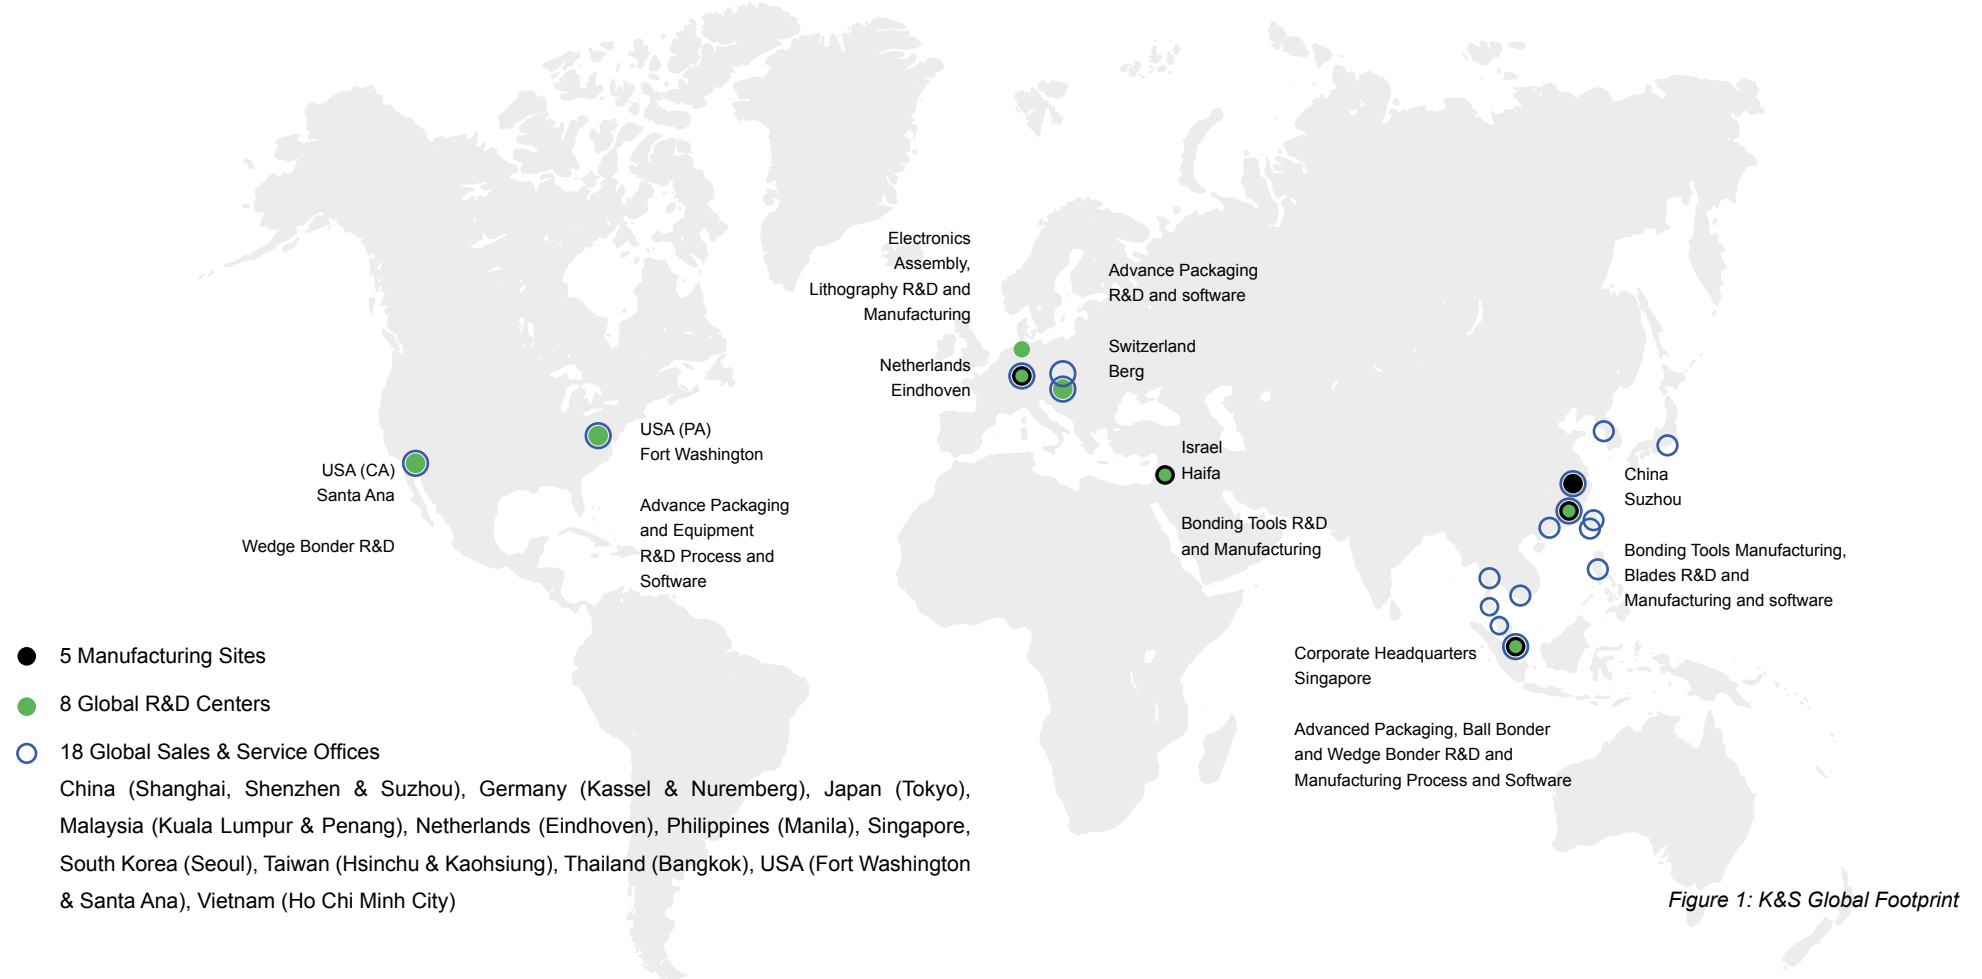 Electronics
Assembly,
Lithography R&D and
Manufacturing
Netherlands
Eindhoven
Advance Packaging
R&D and software
Switzerland
Berg
USA (PA)
Fort Washington
Advance Packaging
and Equipment
R&D Process and
Software
USA (CA)
Santa Ana
Wedge Bonder R&D
Israel
Haifa
Bonding Tools R&D
and Manufacturing
China
Suzhou
Bonding Tools Manufacturing,
Blades R&D and
Manufacturing and software
Corporate Headquarters
Singapore
Advanced Packaging, Ball Bonder
and Wedge Bonder R&D and
Manufacturing Process and Software
5 Manufacturing Sites
8 Global R&D Centers
18 Global Sales & Service Offices
China (Shanghai, Shenzhen & Suzhou), Germany (Kassel & Nuremberg), Japan (Tokyo),
Malaysia (Kuala Lumpur & Penang), Netherlands (Eindhoven), Philippines (Manila), Singapore,
South Korea (Seoul), Taiwan (Hsinchu & Kaohsiung), Thailand (Bangkok), USA (Fort Washington
& Santa Ana), Vietnam (Ho Chi Minh City)
Figure 1: K&S Global Footprint